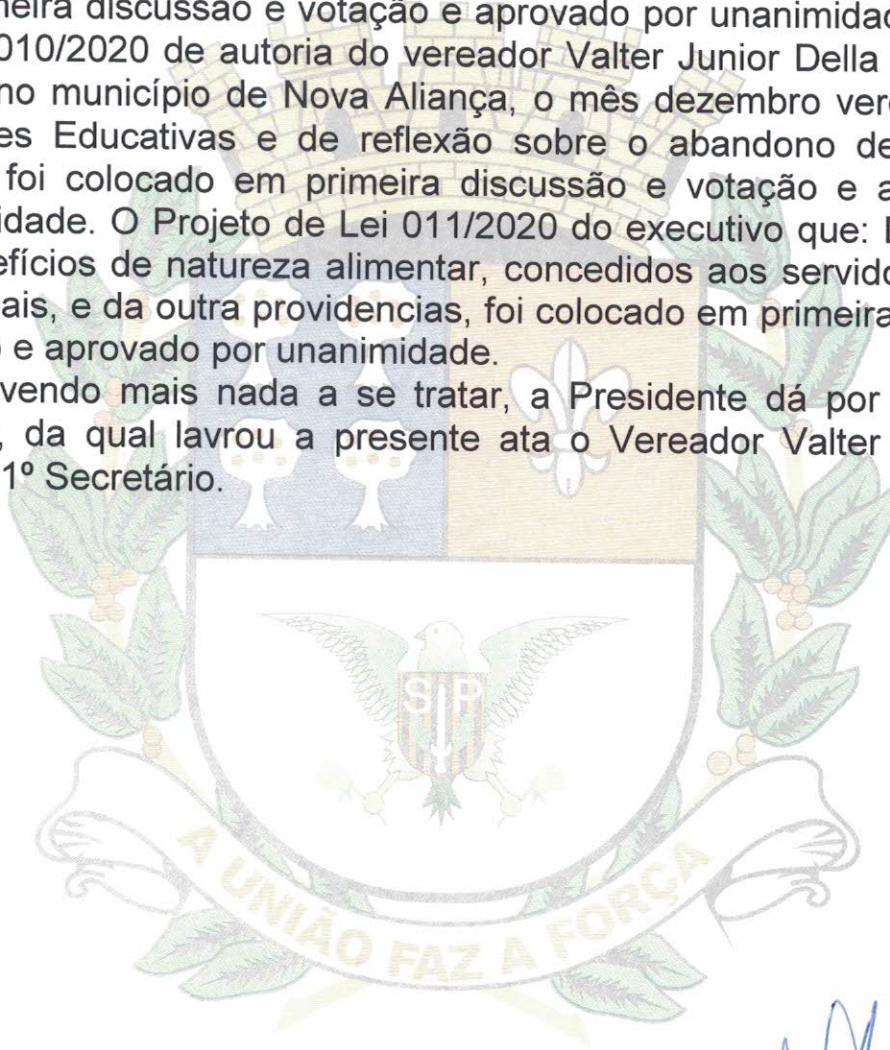 meira discussão e votação e aprovado por unanimidad
010/2020 de autoria do vereador Valter Junior Della
no município de Nova Aliança, o mês dezembro ver
es Educativas e de reflexão sobre o abandono de
foi colocado em primeira discussão e votação e a
idade. O Projeto de Lei 011/2020 do executivo que:
efícios de natureza alimentar, concedidos aos servido
ais, e da outra providencias, foi colocado em primeira
e aprovado por unanimidade.
vendo mais nada a se tratar, a Presidente dá por
da qual lavrou a presente ata o Vereador Valter
1º Secretário.
SP
A UNIÃO FAZ A FORÇA